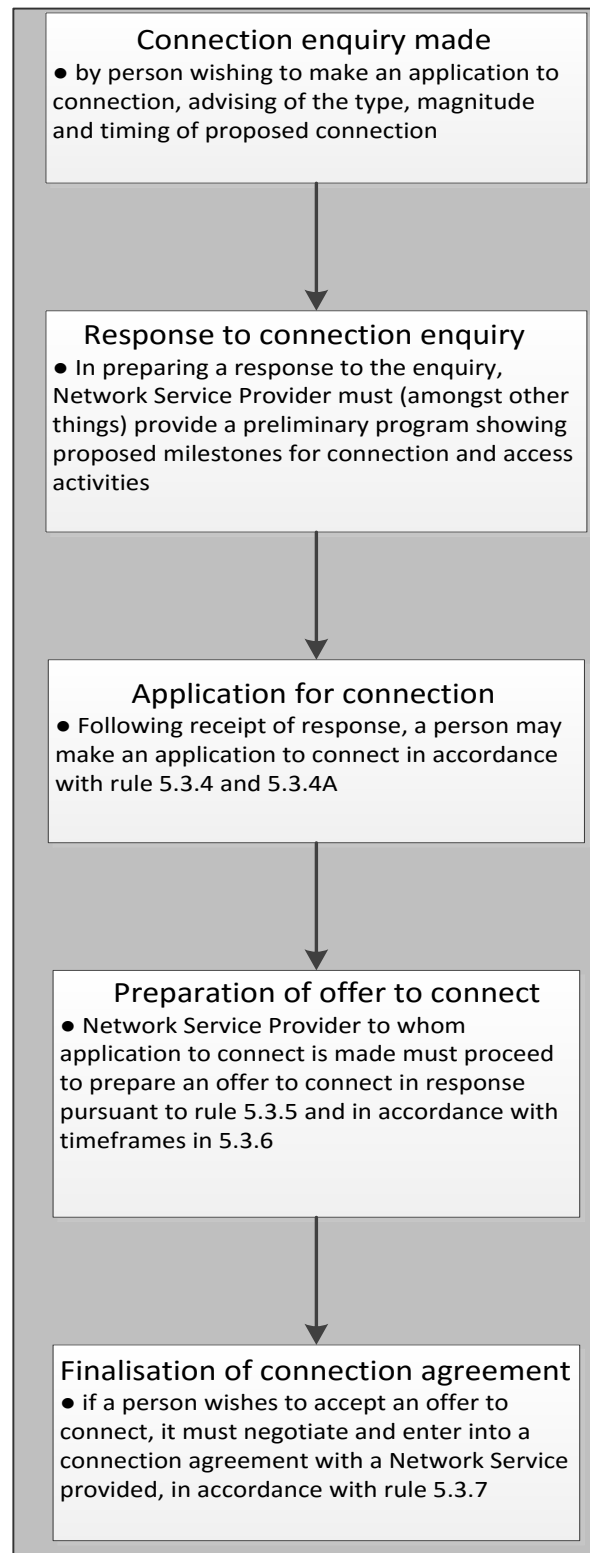 Connection enquiry made
● by person wishing to make an application to
connection, advising of the type, magnitude
and timing of proposed connection
Response to connection enquiry
● In preparing a response to the enquiry,
Network Service Provider must (amongst other
things) provide a preliminary program showing
proposed milestones for connection and access
activities
Application for connection
● Following receipt of response, a person may
make an application to connect in accordance
with rule 5.3.4 and 5.3.4A
Preparation of offer to connect
● Network Service Provider to whom
application to connect is made must proceed
to prepare an offer to connect in response
pursuant to rule 5.3.5 and in accordance with
timeframes in 5.3.6
Finalisation of connection agreement
● if a person wishes to accept an offer to
connect, it must negotiate and enter into a
connection agreement with a Network Service
provided, in accordance with rule 5.3.7